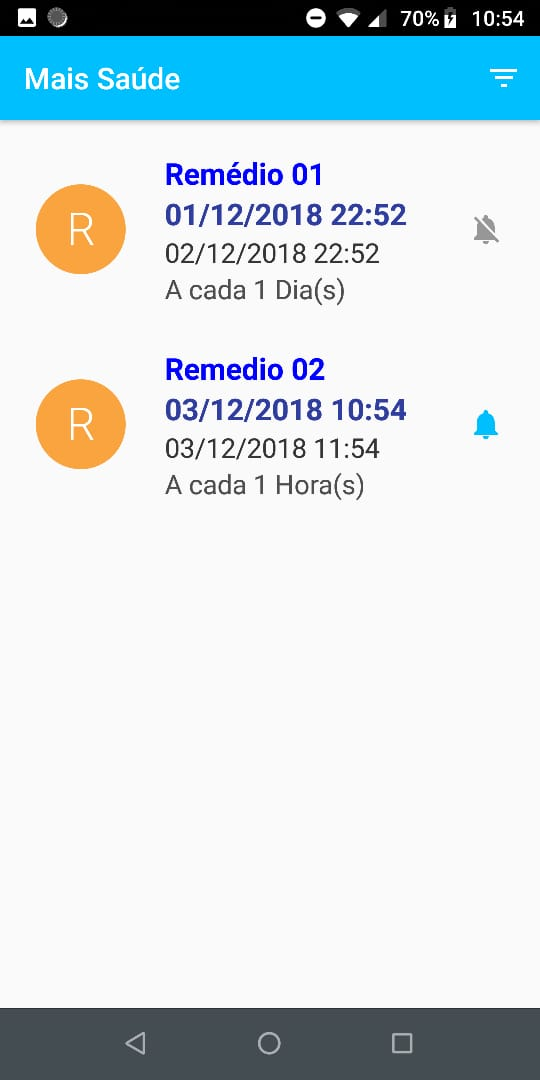 70% 10:54
Mais Saúde
Remédio 01
01/12/2018 22:52
R
02/12/2018 22:52
A cada 1 Dia(s)
Remedio 02
03/12/2018 10:54
R
03/12/2018 11:54
A cada 1 Hora(s)